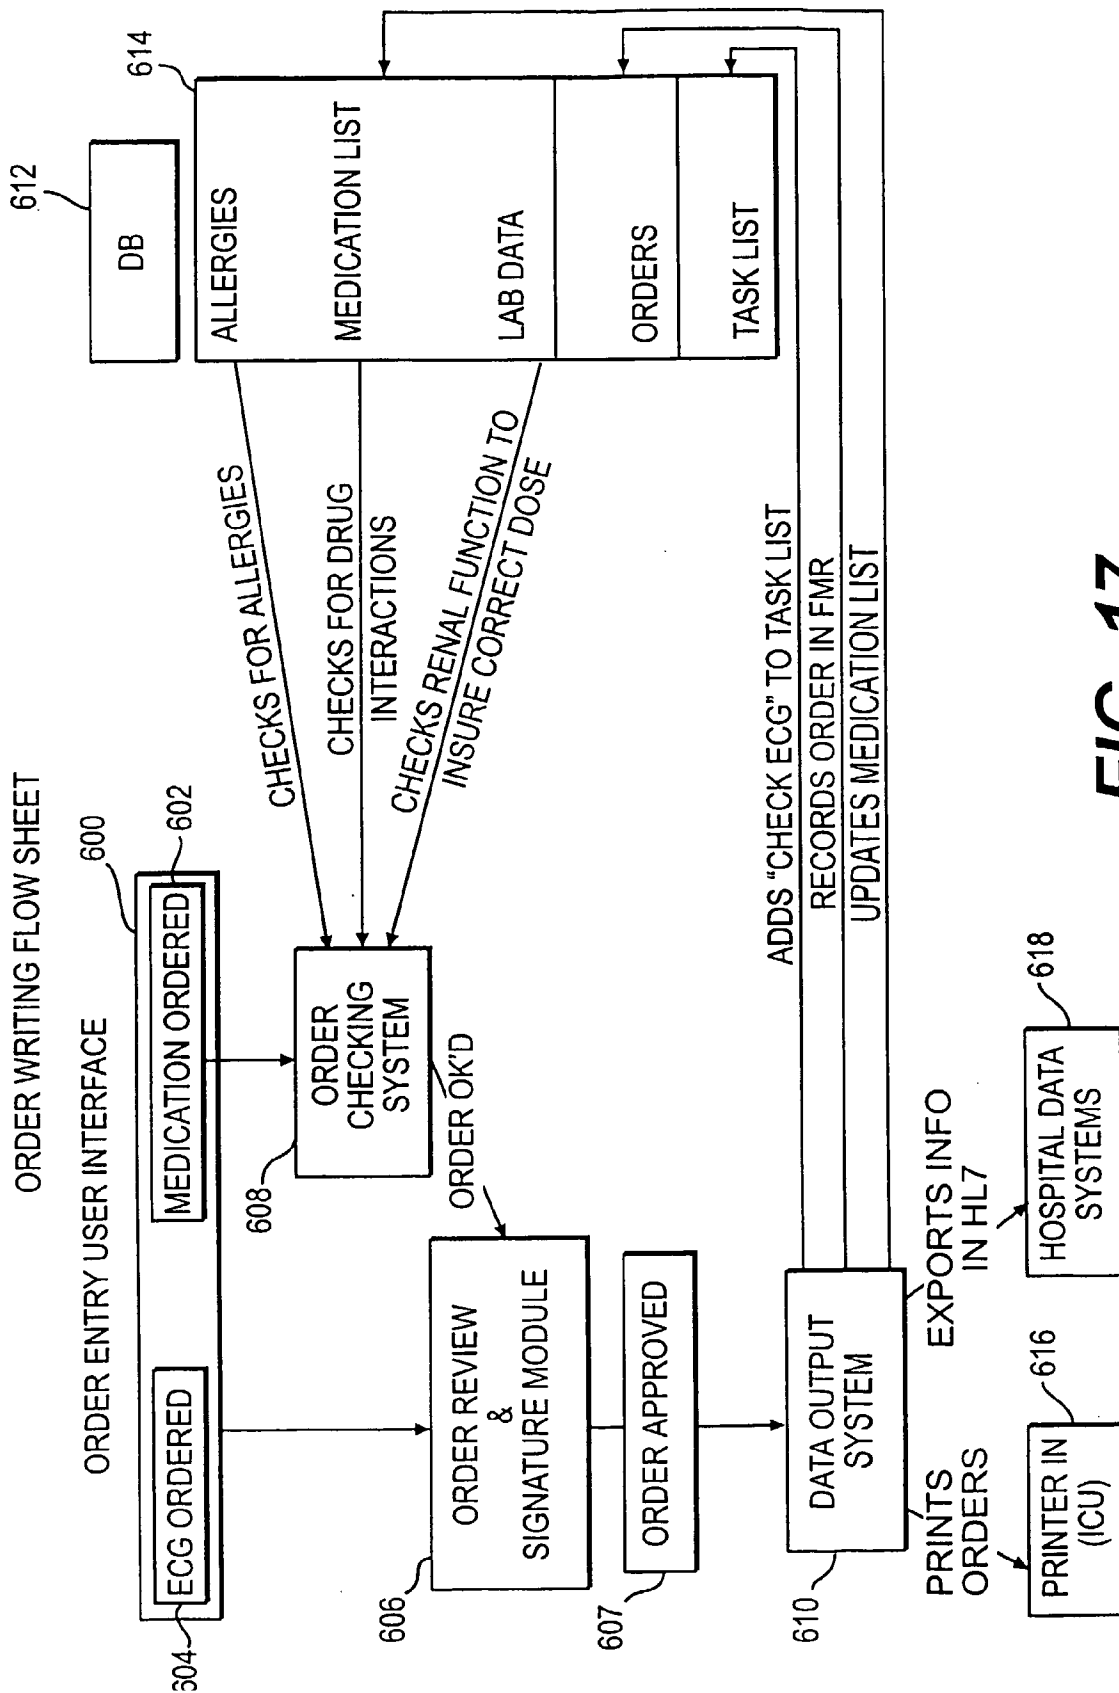 ORDER WRITING FLOW SHEET
ORDER ENTRY USER INTERFACE
600
604
ECG ORDERED
MEDICATION ORDERED
602
612
DB
614
ALLERGIES
MEDICATION LIST
LAB DATA
ORDERS
TASK LIST
CHECKS FOR ALLERGIES
CHECKS FOR DRUG
INTERACTIONS
CHECKS RENAL FUNCTION TO
INSURE CORRECT DOSE
608
ORDER
CHECKING
SYSTEM
ORDER OK'D
606
ORDER REVIEW
&
SIGNATURE MODULE
607
ORDER APPROVED
610
DATA OUTPUT
SYSTEM
ADDS "CHECK ECG" TO TASK LIST
RECORDS ORDER IN FMR
UPDATES MEDICATION LIST
PRINTS
ORDERS
EXPORTS INFO
IN HL7
616
PRINTER IN
(ICU)
618
HOSPITAL DATA
SYSTEMS
FIG. 17